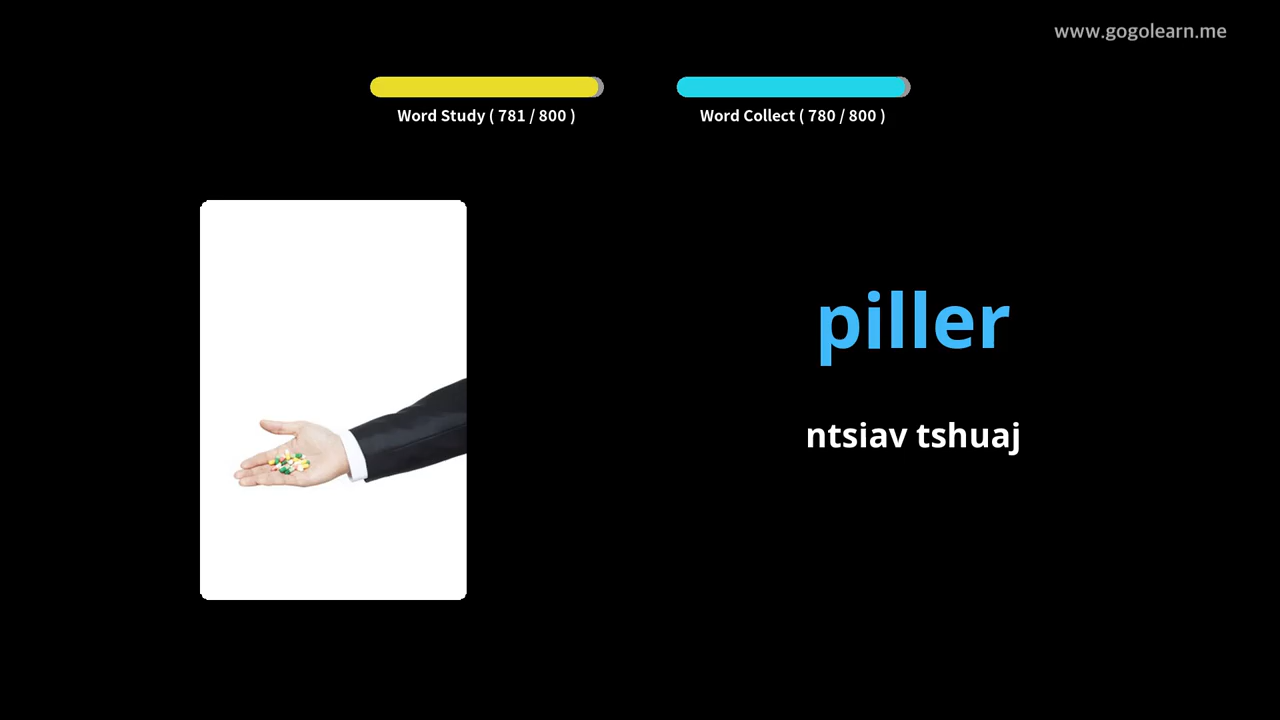 www.gogolearn.me
Word Study ( 781 / 800 )
Word Collect ( 780 / 800 )
piller
ntsiav tshuaj